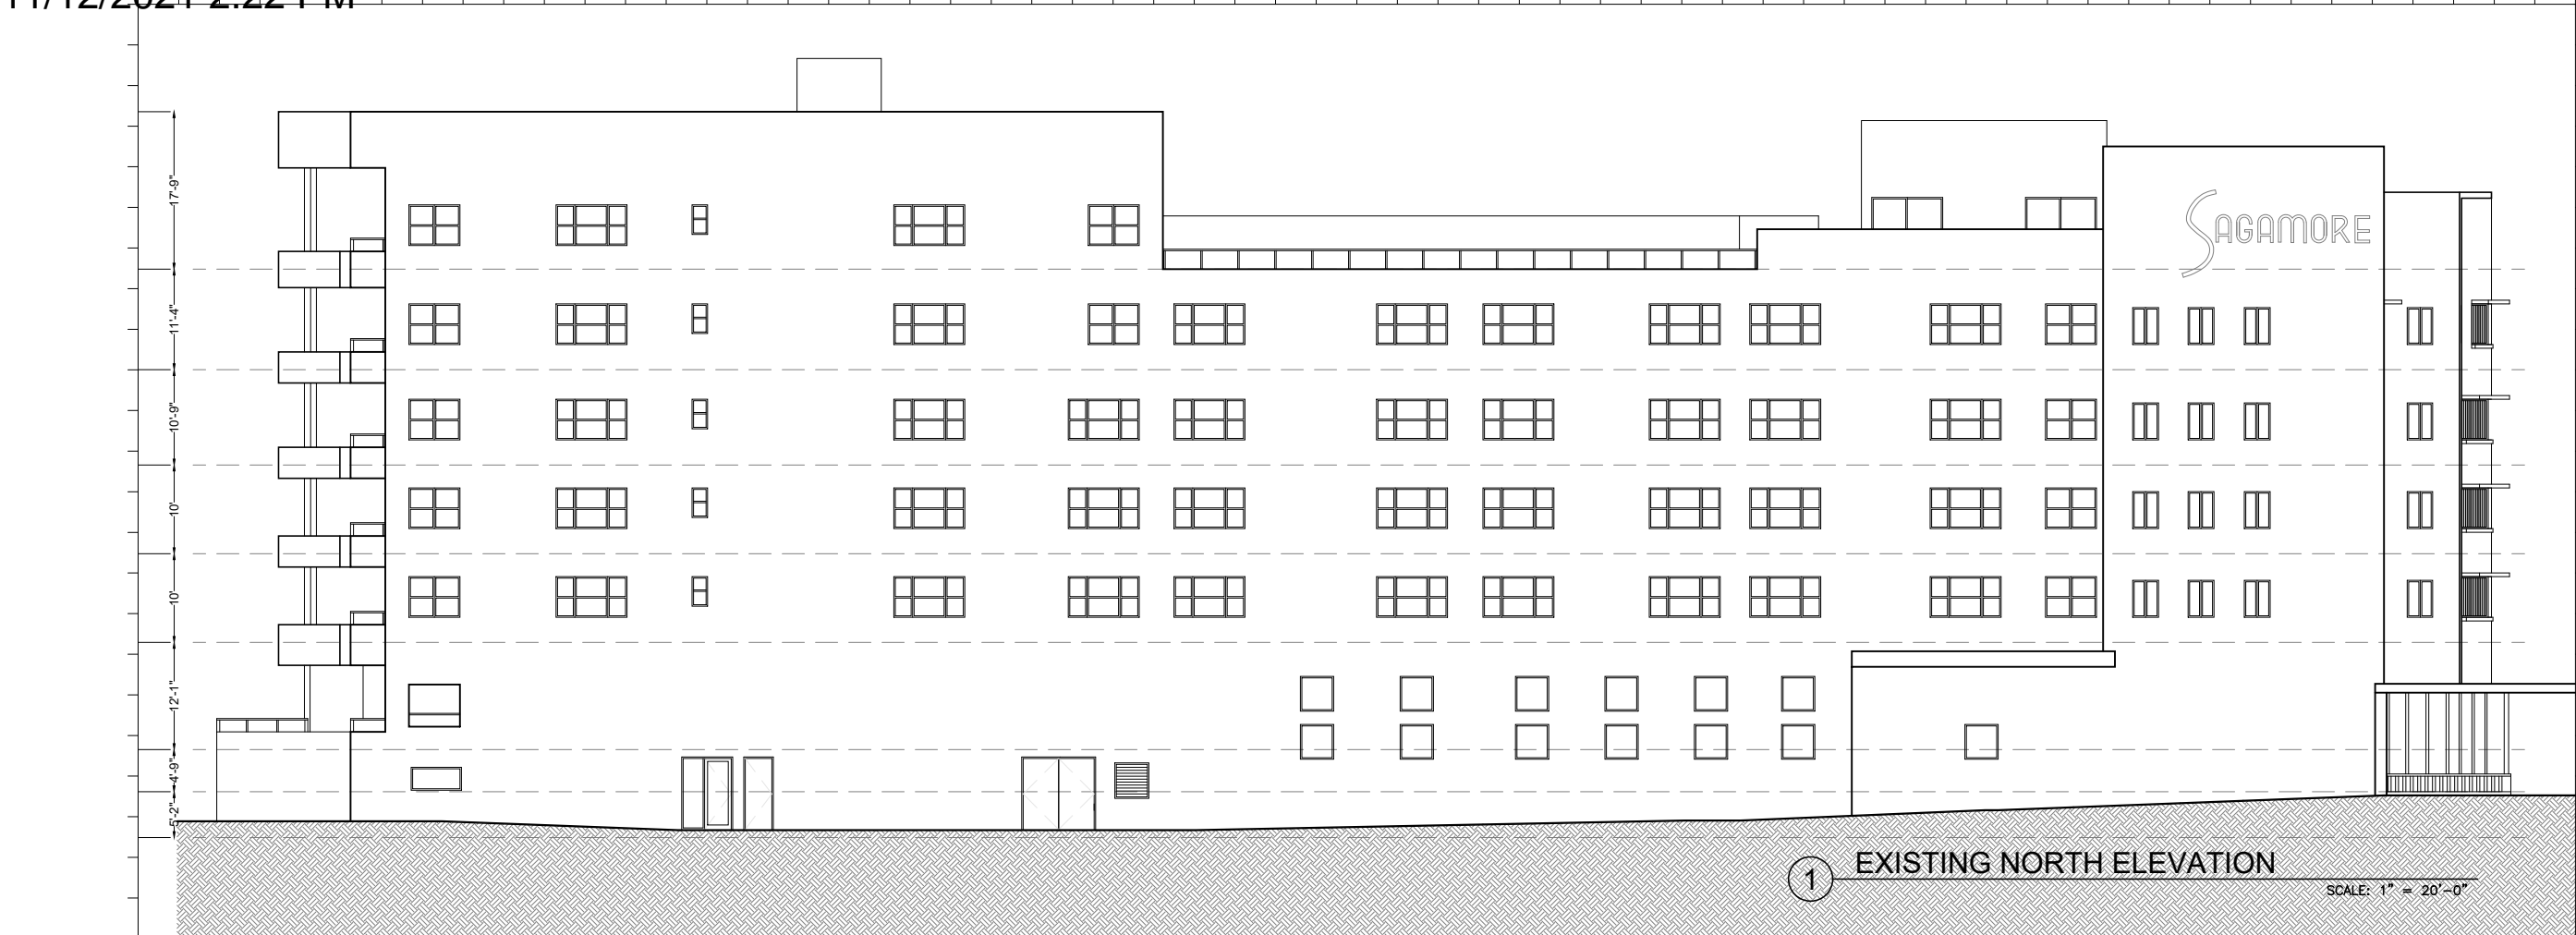 17'-9"
SAGAMORE
11'-4"
10'-9"
10'
10'
12'-1"
4'-9"
5'-2"
1 EXISTING NORTH ELEVATION
SCALE: 1" = 20'-0"